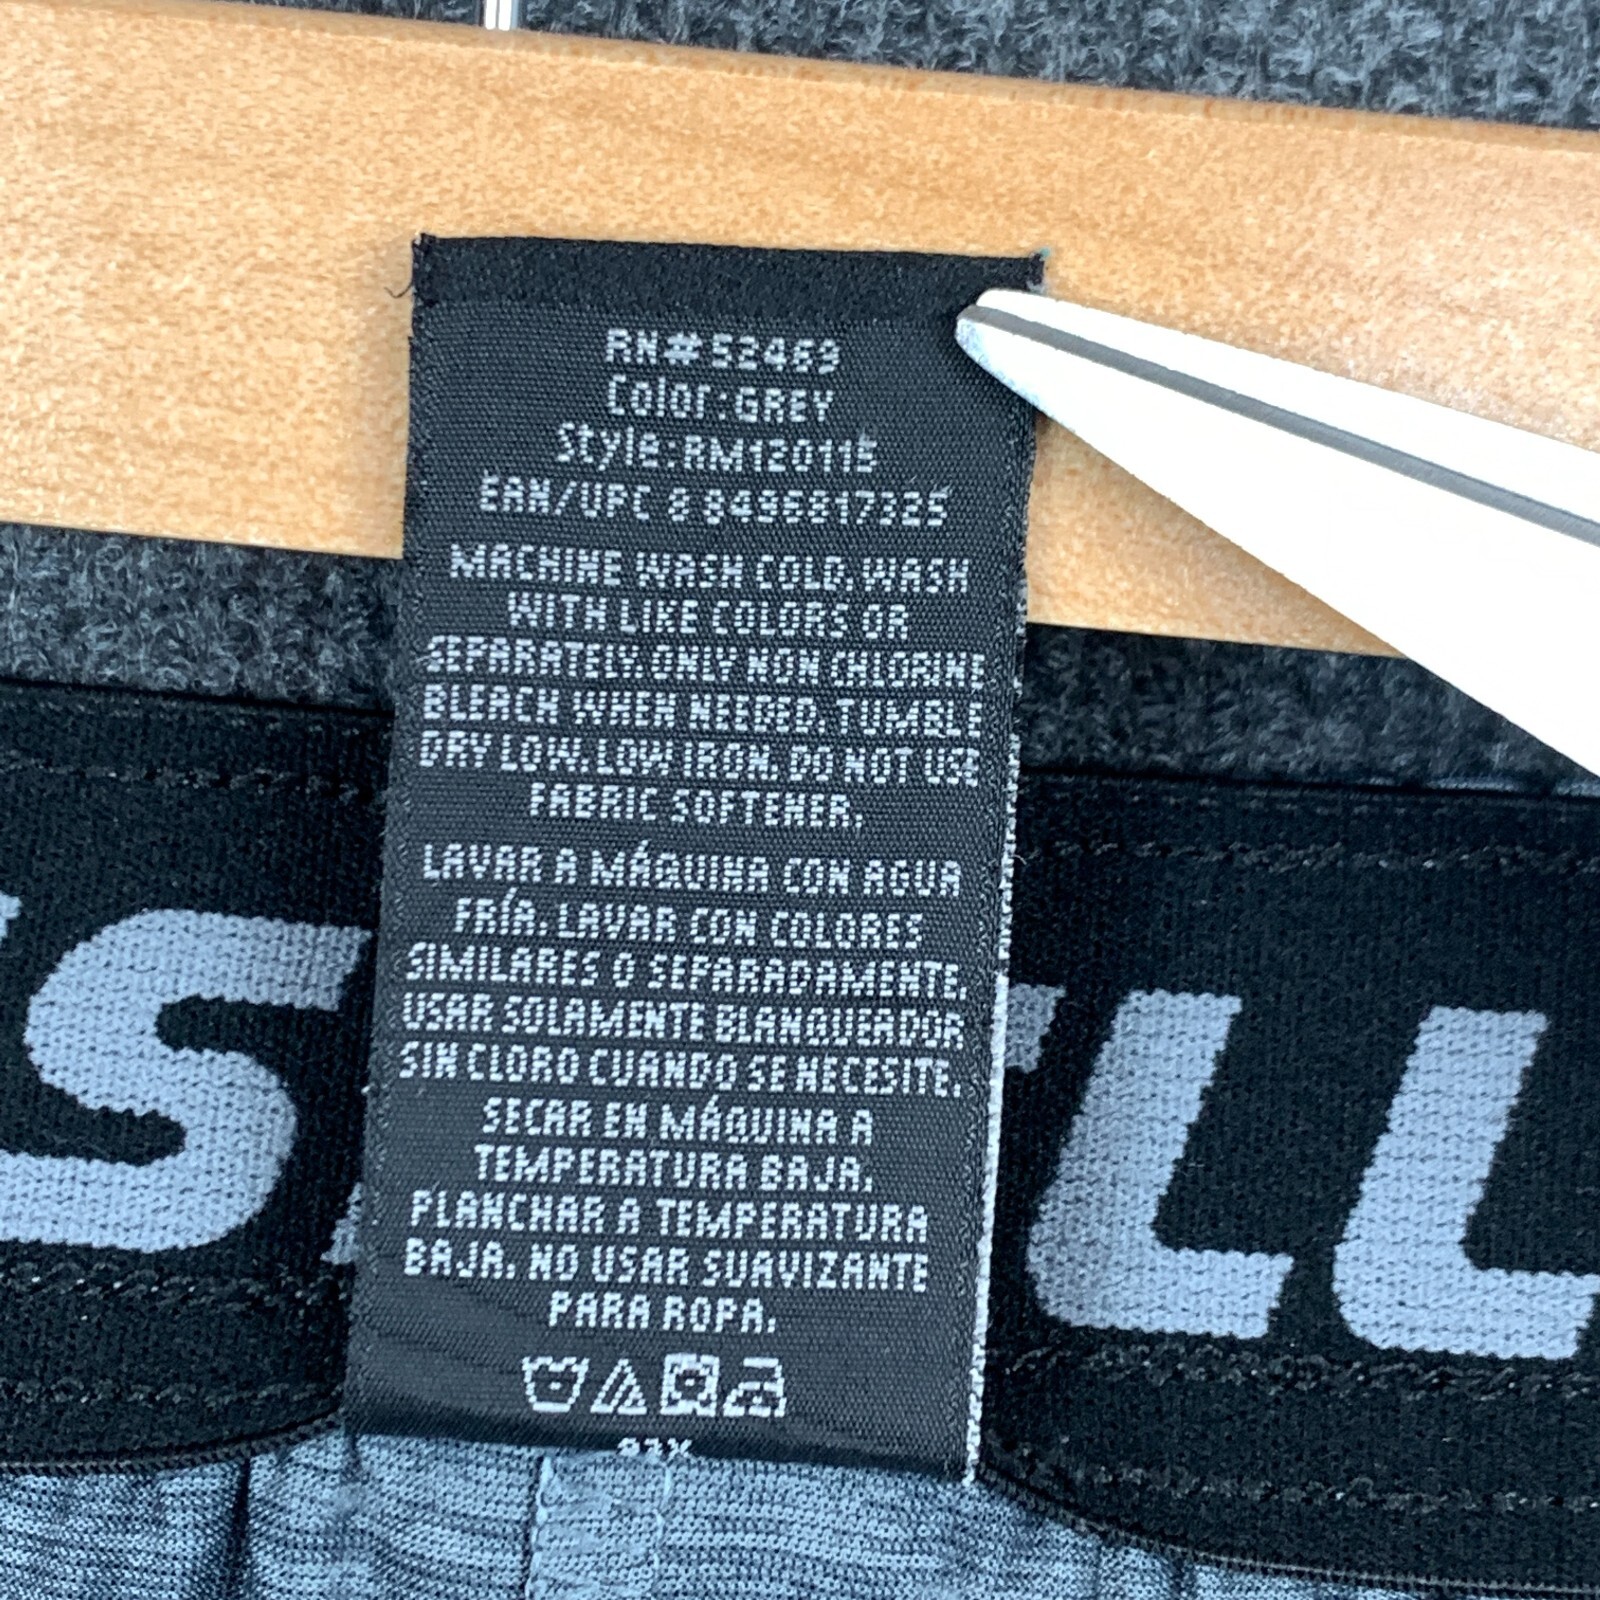 RN#52469
Color:GREY
Style:RM120115
EAN/UPC
MACHINE WASH COLD. WASH
WITH LIKE COLORS OR
SEPARATELY. ONLY NON CHLORINE
BLEACH WHEN NEEDED. TUMBLE
DRY LOW. LOW IRON. DO NOT USE
FABRIC SOFTENER.
LAVAR A MÁQUINA CON AGUA
FRÍA. LAVAR CON COLORES
SIMILARES O SEPARADAMENTE.
USAR SOLAMENTE BLANQUEADOR
SIN CLORO CUANDO SE NECESITE.
SECAR EN MÁQUINA A
TEMPERATURA BAJA.
PLANCHAR A TEMPERATURA
BAJA. NO USAR SUAVIZANTE
PARA ROPA.